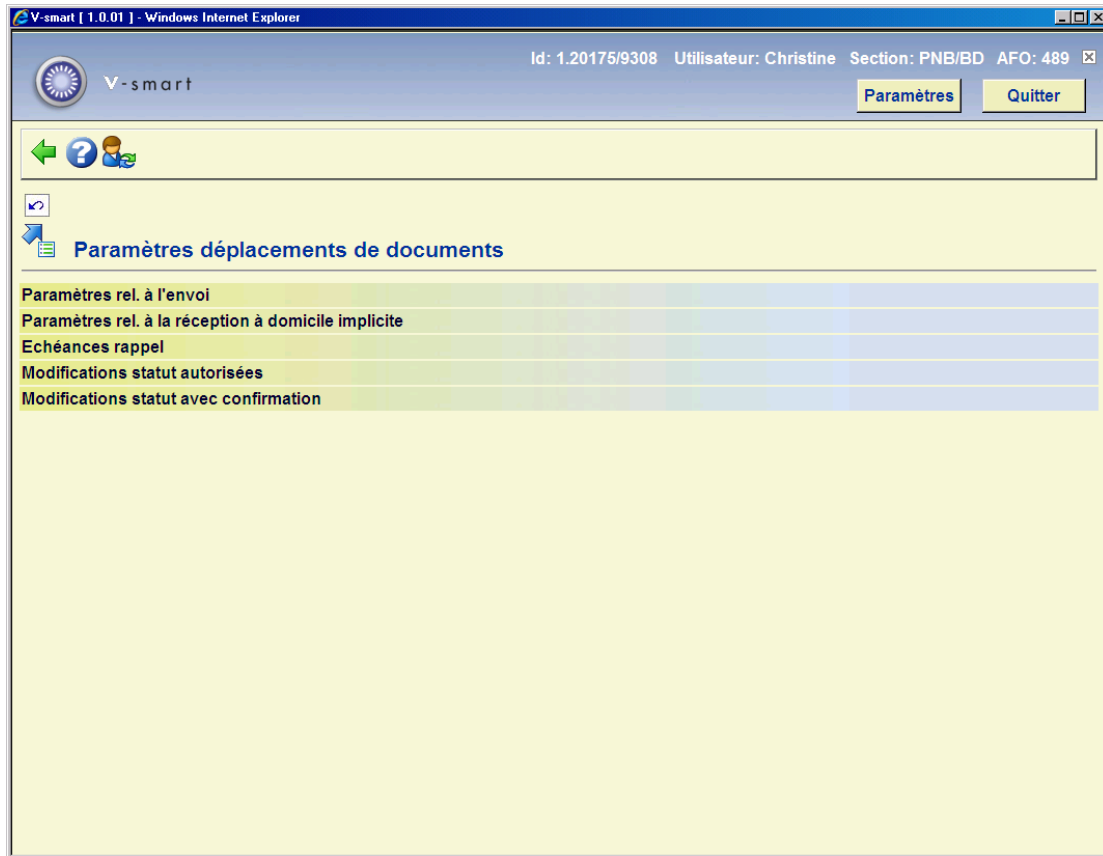 V-smart [ 1.0.01 ] - Windows Internet Explorer
Id: 1.20175/9308 Utilisateur: Christine Section: PNB/BD AFO: 489
V-smart
Paramètres Quitter
Paramètres déplacements de documents
Paramètres rel. à l'envoi
Paramètres rel. à la réception à domicile implicite
Echéances rappel
Modifications statut autorisées
Modifications statut avec confirmation